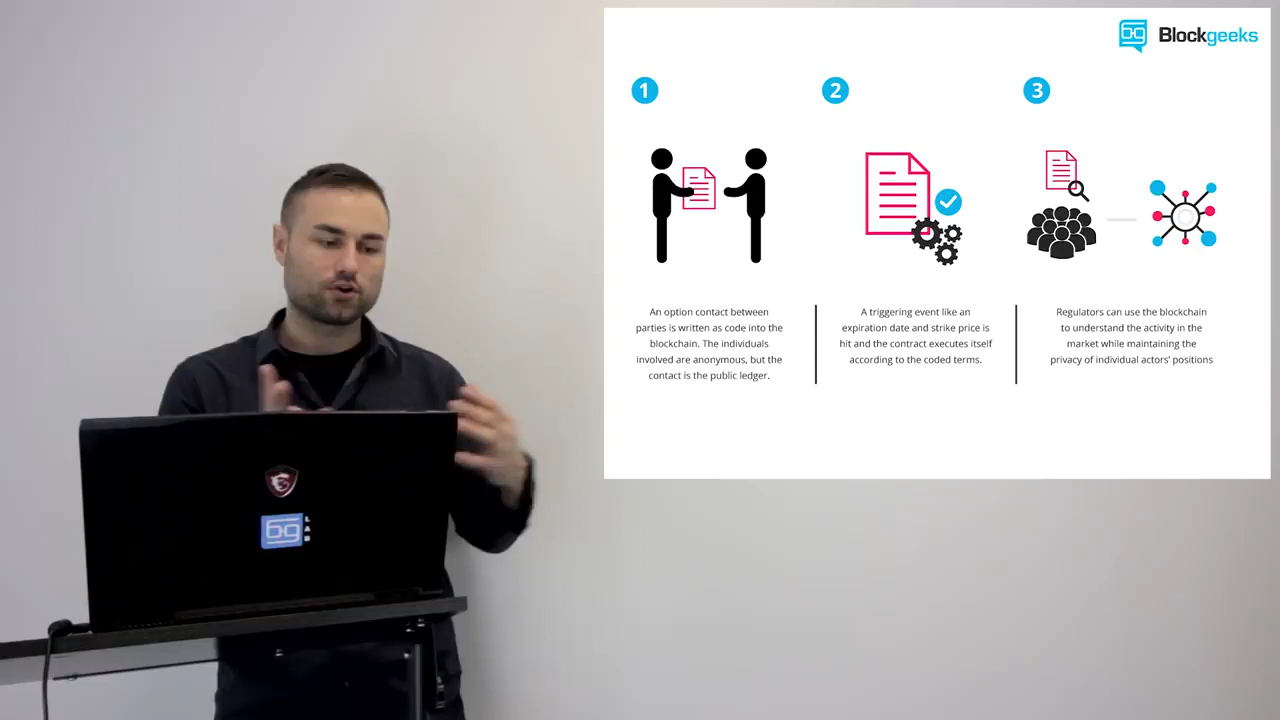 Blockgeeks
1
2
3
An option contact between
parties is written as code into the
blockchain. The individuals
involved are anonymous, but the
contact is the public ledger.
A triggering event like an
expiration date and strike price is
hit and the contract executes itself
according to the coded terms.
Regulators can use the blockchain
to understand the activity in the
market while maintaining the
privacy of individual actors' positions
bg
LAB